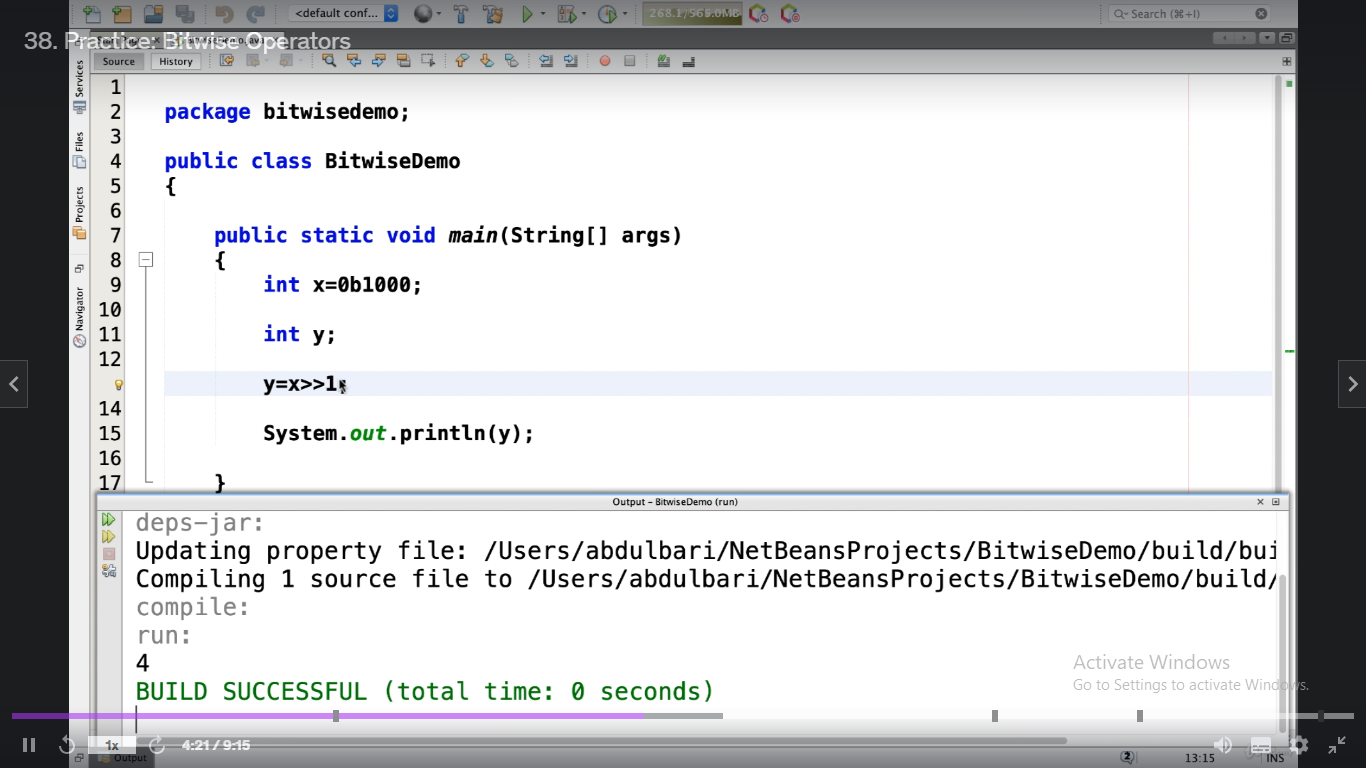 <default conf...
268.1/565.0MB
Search (⌘+I)
38. Practice: Bitwise Operators
Source
History
Services
Files
Projects
Navigator
1
2 package bitwisedemo;
3
4 public class BitwiseDemo
5 {
6
7 public static void main(String[] args)
8 {
9 int x=0b1000;
10
11 int y;
12
y=x>>1;
14
15 System.out.println(y);
16
17 }
Output - BitwiseDemo (run)
deps-jar:
Updating property file: /Users/abdulbari/NetBeansProjects/BitwiseDemo/build/bui
Compiling 1 source file to /Users/abdulbari/NetBeansProjects/BitwiseDemo/build/
compile:
run:
4
BUILD SUCCESSFUL (total time: 0 seconds)
Activate Windows
Go to Settings to activate Windows.
1x
4:21 / 9:15
Output
2
13:15
INS